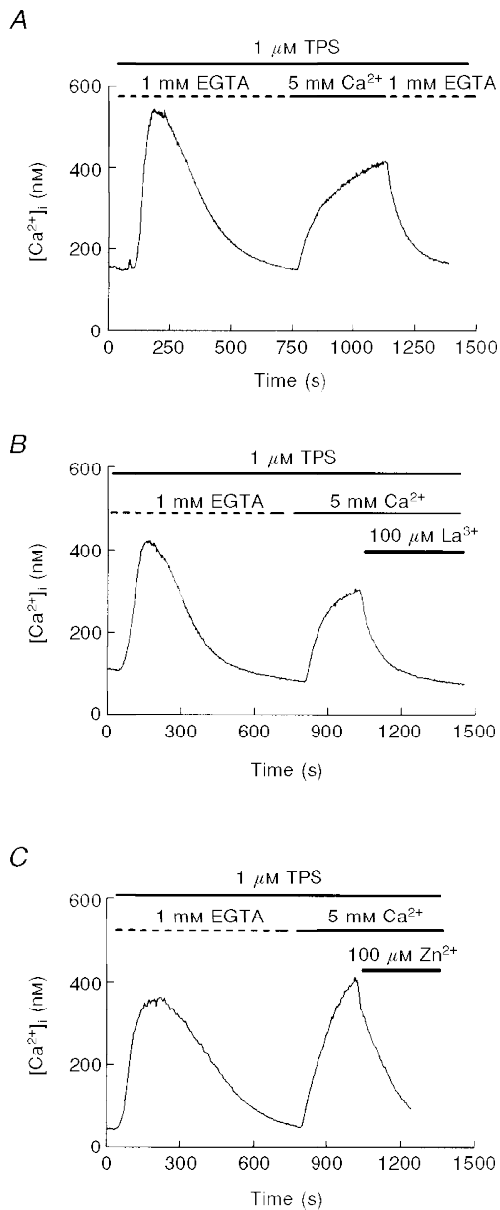 A
1 μM TPS
1 mM EGTA 5 mM Ca²⁺ 1 mM EGTA
600
400
200
0
[Ca²⁺]ᵢ (nM)
0 250 500 750 1000 1250 1500
Time (s)
B
1 μM TPS
1 mM EGTA 5 mM Ca²⁺
100 μM La³⁺
600
400
200
0
[Ca²⁺]ᵢ (nM)
0 300 600 900 1200 1500
Time (s)
C
1 μM TPS
1 mM EGTA 5 mM Ca²⁺
100 μM Zn²⁺
600
400
200
0
[Ca²⁺]ᵢ (nM)
0 300 600 900 1200 1500
Time (s)